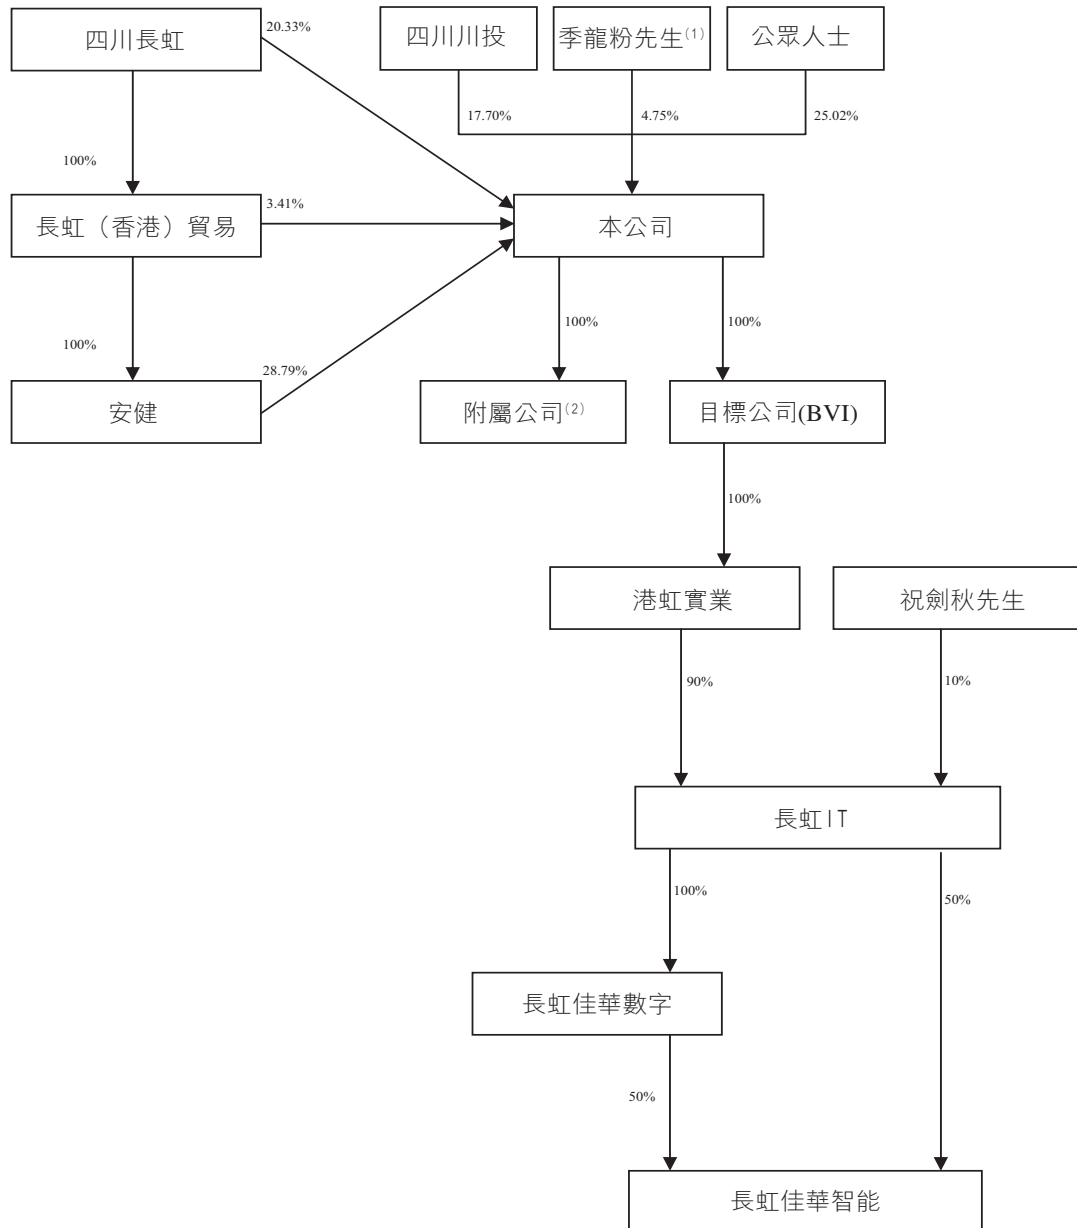 四川長虹
20.33%
四川川投
季龍粉先生(1)
公眾人士
17.70%
4.75%
25.02%
100%
長虹（香港）貿易
3.41%
本公司
100%
28.79%
100%
100%
安健
附屬公司(2)
目標公司(BVI)
100%
港虹實業
祝劍秋先生
90%
10%
長虹IT
100%
50%
長虹佳華數字
50%
長虹佳華智能